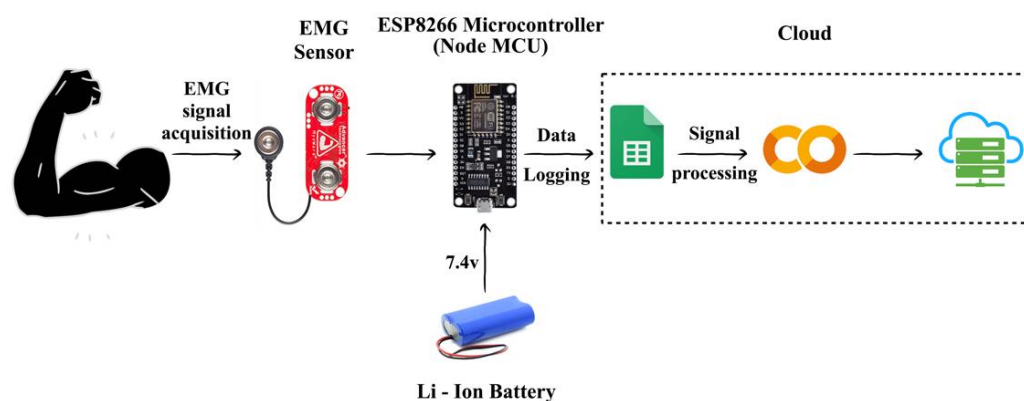 EMG
Sensor
ESP8266 Microcontroller
(Node MCU)
Cloud
EMG
signal
acquisition
Data
Logging
Signal
processing
7.4v
Li - Ion Battery